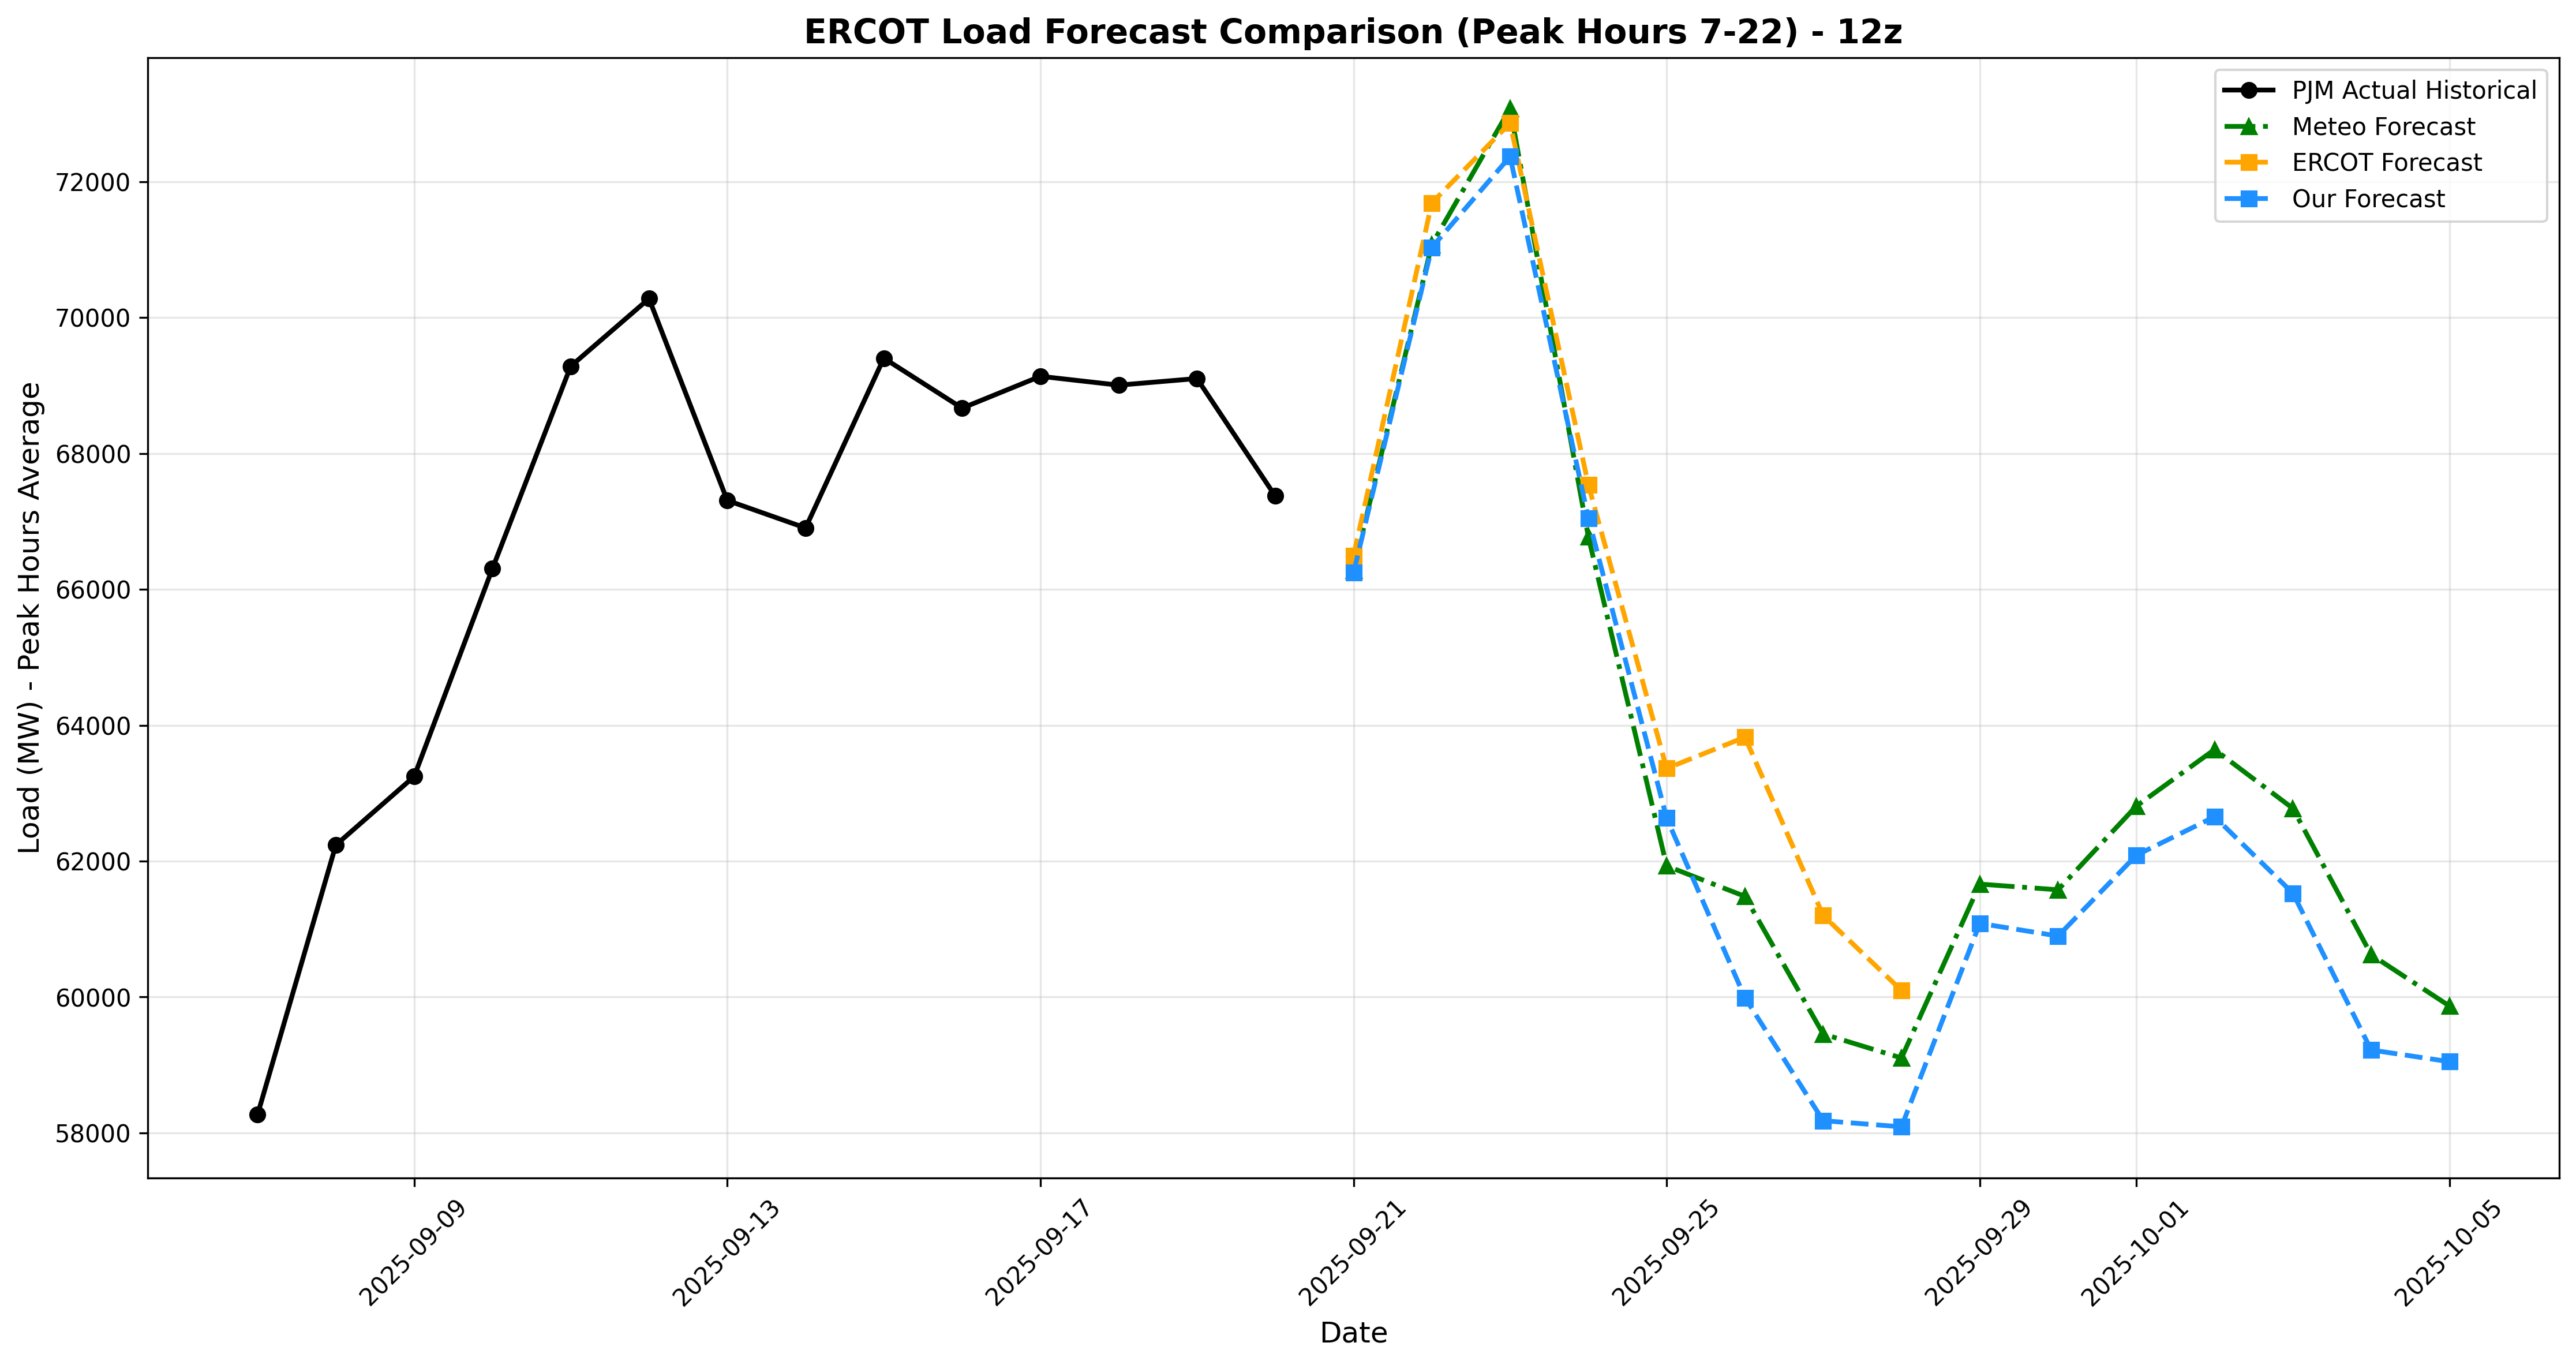 ERCOT Load Forecast Comparison (Peak Hours 7-22) - 12z
PJM Actual Historical
Meteo Forecast
ERCOT Forecast
Our Forecast
Load (MW) - Peak Hours Average
72000
70000
68000
66000
64000
62000
60000
58000
2025-09-09
2025-09-13
2025-09-17
2025-09-21
2025-09-25
2025-09-29
2025-10-01
2025-10-05
Date